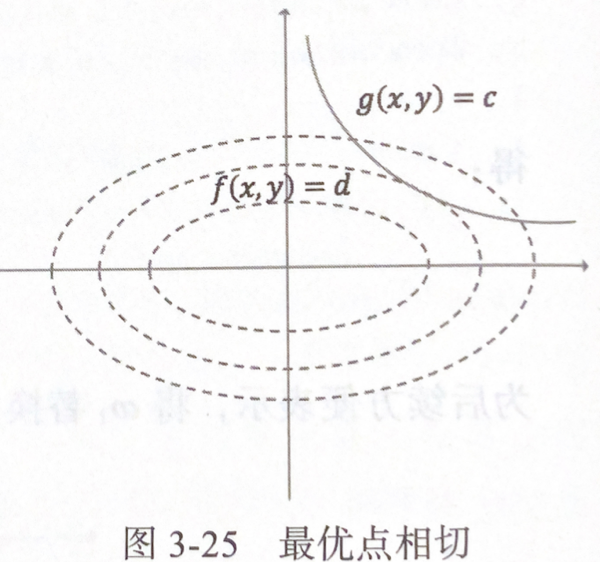 g(x,y) = c
f(x,y) = d
图 3-25 最优点相切